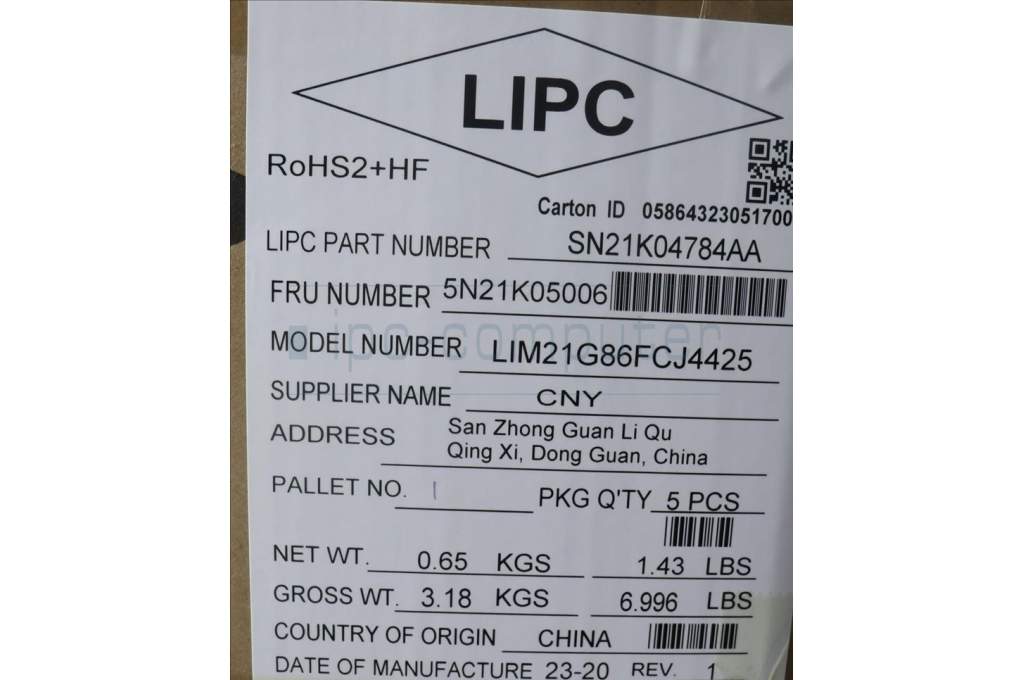 LIPC
RoHS2+HF
Carton ID 05864323051700
LIPC PART NUMBER SN21K04784AA
FRU NUMBER 5N21K05006
ipc computer
MODEL NUMBER LIM21G86FCJ4425
SUPPLIER NAME CNY
ADDRESS San Zhong Guan Li Qu
Qing Xi, Dong Guan, China
PALLET NO. 1 PKG Q'TY 5 PCS
NET WT. 0.65 KGS 1.43 LBS
GROSS WT. 3.18 KGS 6.996 LBS
COUNTRY OF ORIGIN CHINA
DATE OF MANUFACTURE 23-20 REV. 1